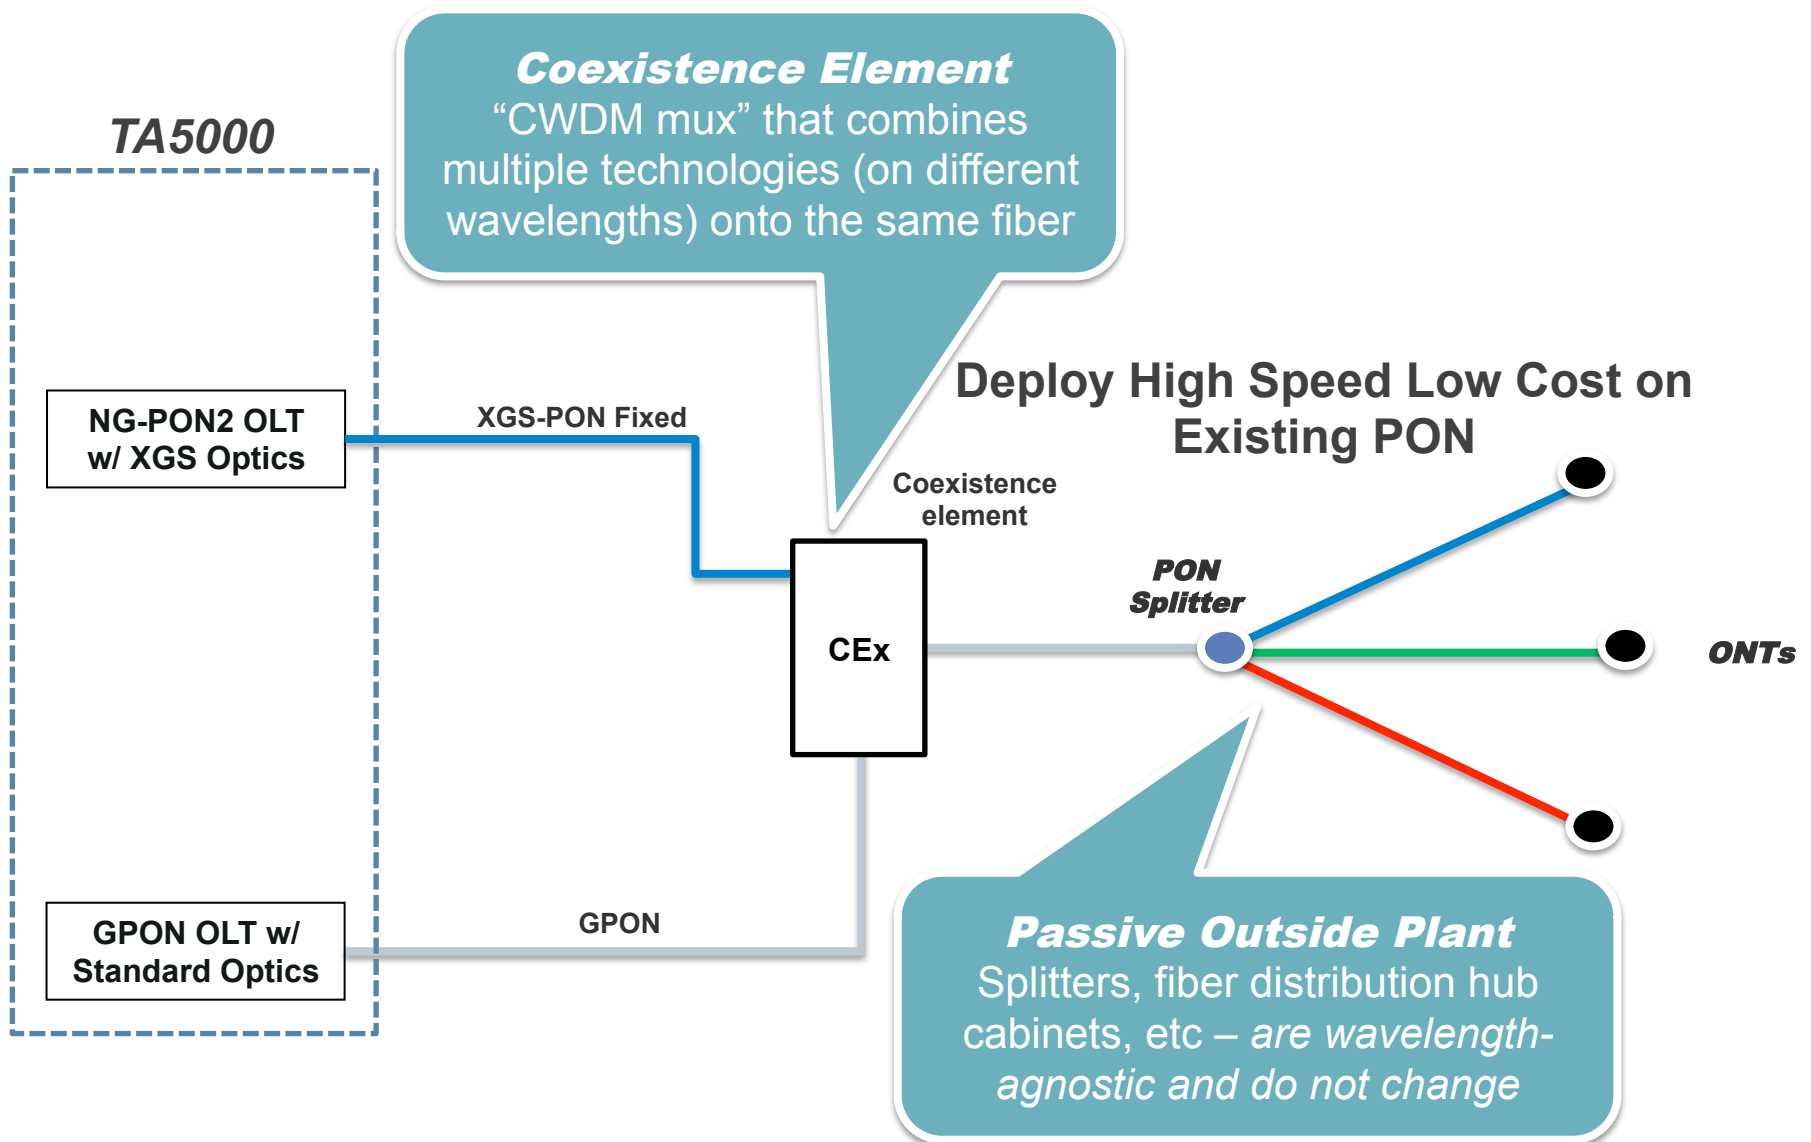 Coexistence Element
“CWDM mux” that combines
multiple technologies (on different
wavelengths) onto the same fiber
TA5000
Deploy High Speed Low Cost on
Existing PON
NG-PON2 OLT
w/ XGS Optics
XGS-PON Fixed
Coexistence
element
PON
Splitter
CEx
ONTs
GPON OLT w/
Standard Optics
GPON
Passive Outside Plant
Splitters, fiber distribution hub
cabinets, etc – are wavelength-
agnostic and do not change